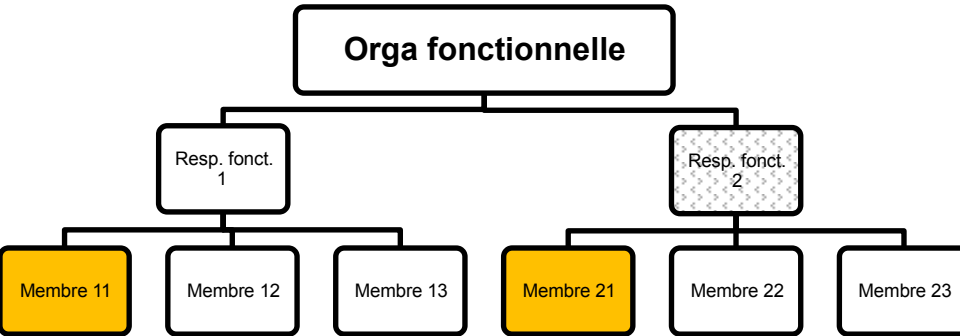 Orga fonctionnelle
Resp. fonct.
1
Resp. fonct.
2
Membre 11
Membre 12
Membre 13
Membre 21
Membre 22
Membre 23